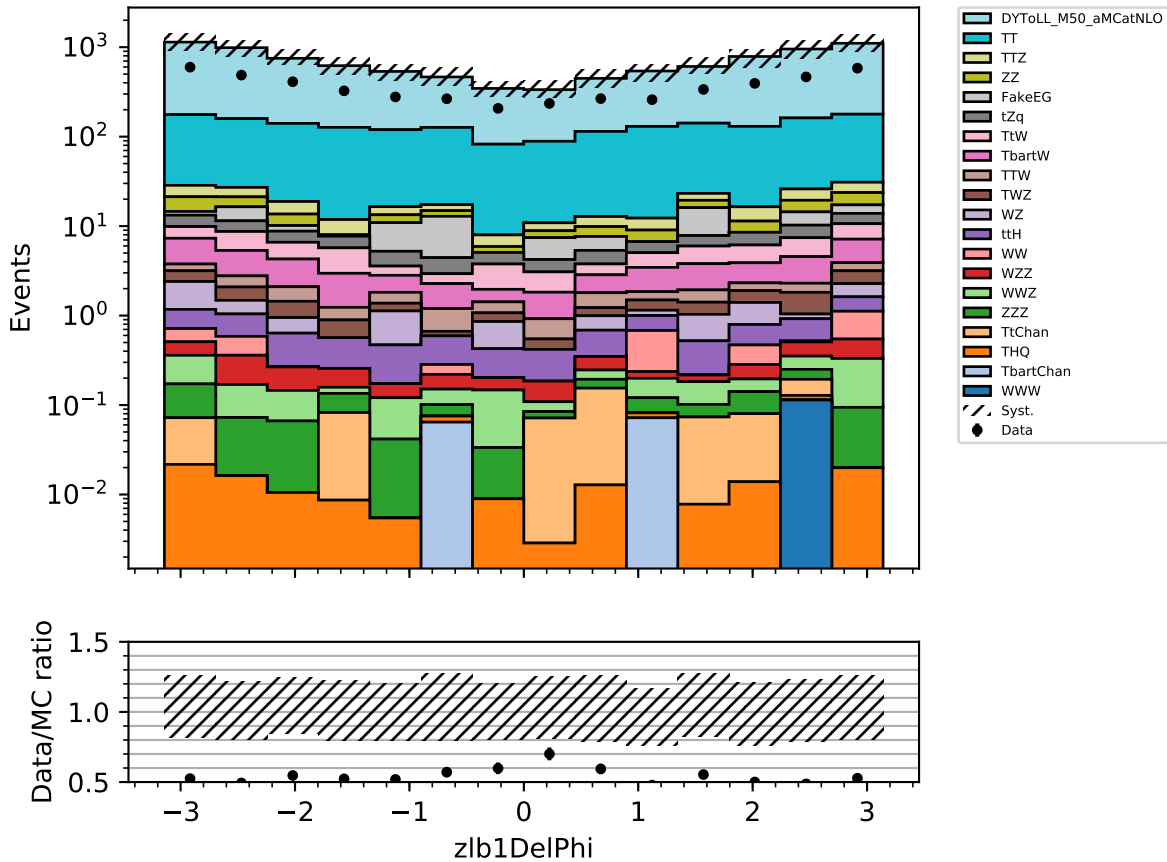 10³
10²
10¹
10⁰
10⁻¹
10⁻²
Events
DYToLL_M50_aMCatNLO
TT
TTZ
ZZ
FakeEG
tZq
TtW
TbartW
TTW
TWZ
WZ
ttH
WW
WZZ
WWZ
ZZZ
TtChan
THQ
TbartChan
WWW
Syst.
Data
1.5
1.0
0.5
Data/MC ratio
−3 −2 −1 0 1 2 3
zlb1DelPhi